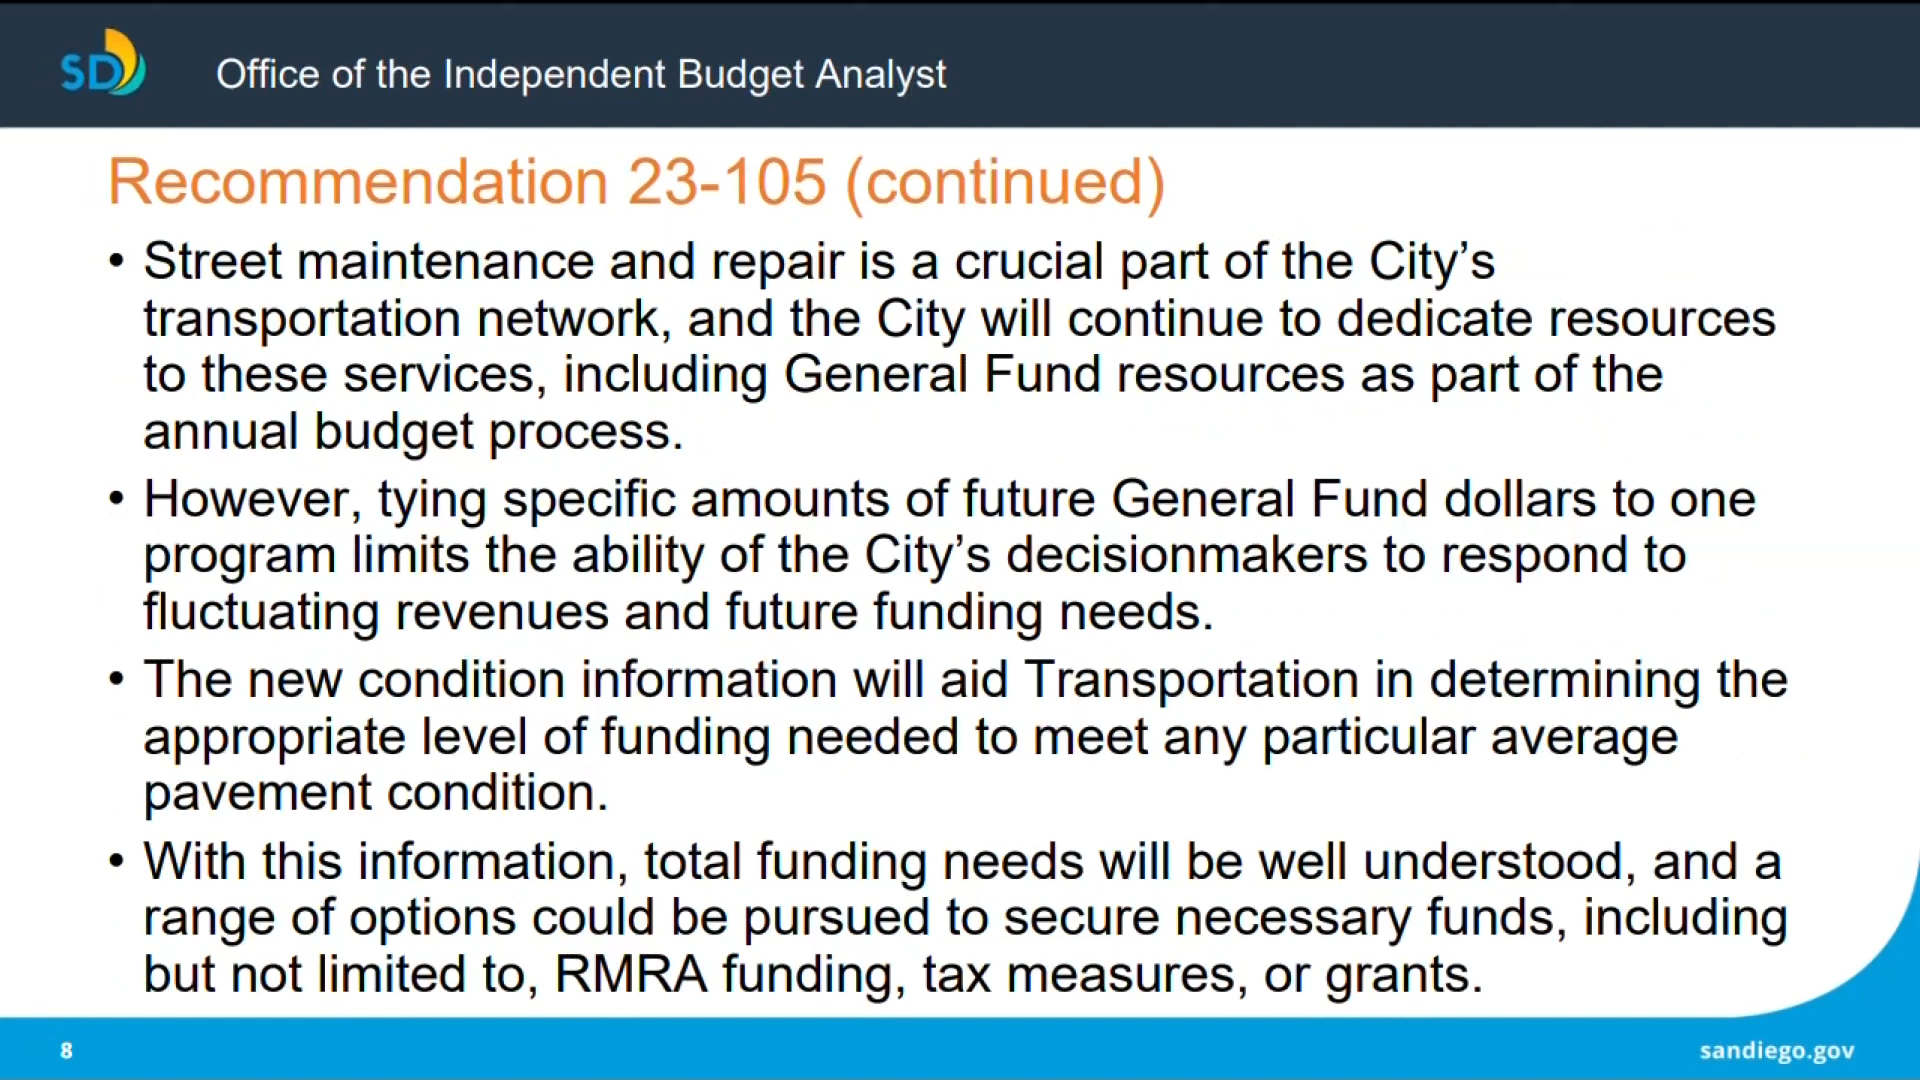 SD
Office of the Independent Budget Analyst
Recommendation 23-105 (continued)
• Street maintenance and repair is a crucial part of the City’s
transportation network, and the City will continue to dedicate resources
to these services, including General Fund resources as part of the
annual budget process.
• However, tying specific amounts of future General Fund dollars to one
program limits the ability of the City’s decisionmakers to respond to
fluctuating revenues and future funding needs.
• The new condition information will aid Transportation in determining the
appropriate level of funding needed to meet any particular average
pavement condition.
• With this information, total funding needs will be well understood, and a
range of options could be pursued to secure necessary funds, including
but not limited to, RMRA funding, tax measures, or grants.
8
sandiego.gov